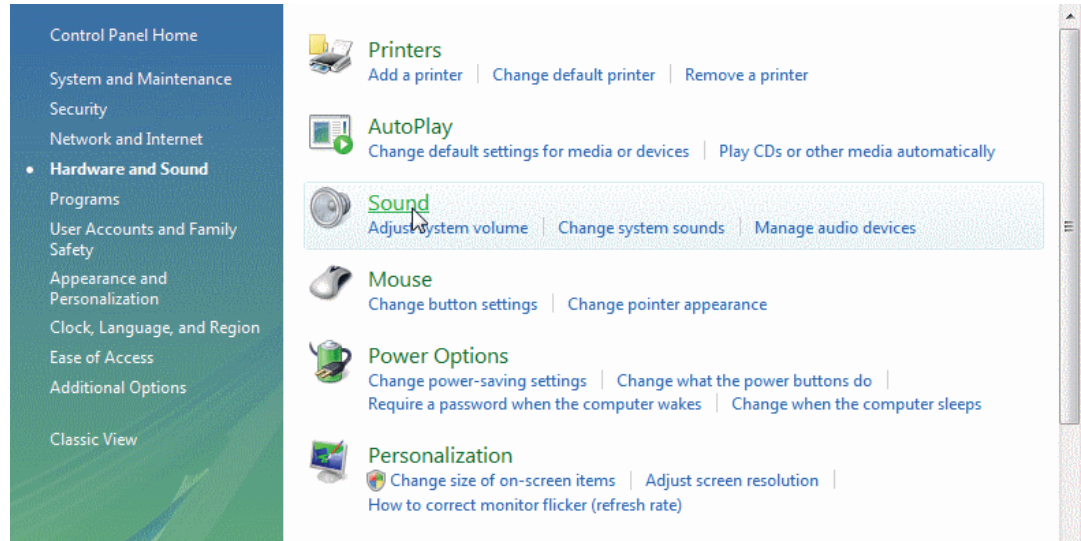 Control Panel Home
System and Maintenance
Security
Network and Internet
Hardware and Sound
Programs
User Accounts and Family
Safety
Appearance and
Personalization
Clock, Language, and Region
Ease of Access
Additional Options
Classic View
Printers
Add a printer Change default printer Remove a printer
AutoPlay
Change default settings for media or devices Play CDs or other media automatically
Sound
Adjust system volume Change system sounds Manage audio devices
Mouse
Change button settings Change pointer appearance
Power Options
Change power-saving settings Change what the power buttons do
Require a password when the computer wakes Change when the computer sleeps
Personalization
Change size of on-screen items Adjust screen resolution
How to correct monitor flicker (refresh rate)